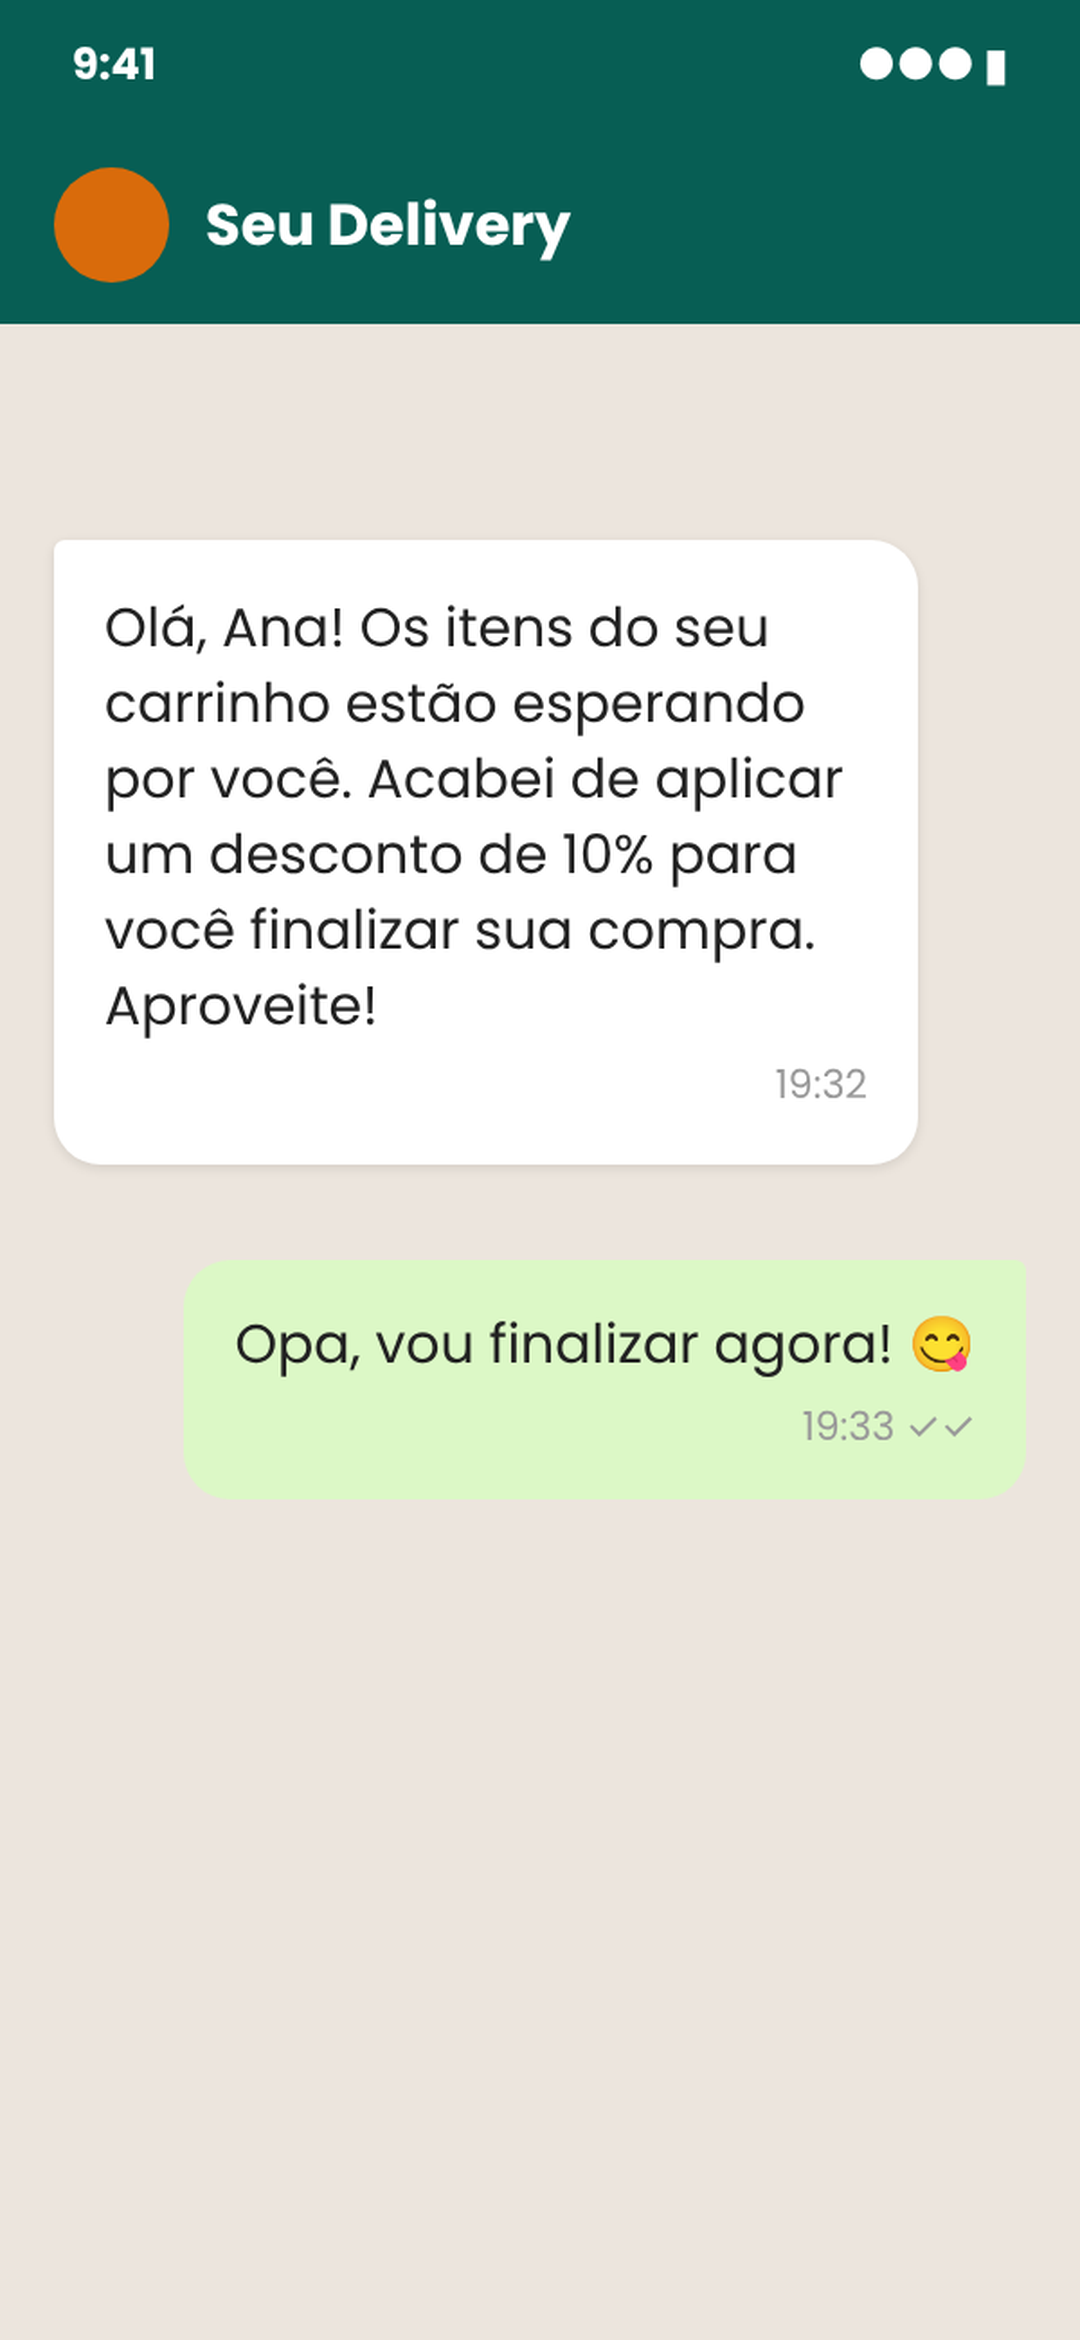 9:41
Seu Delivery
Olá, Ana! Os itens do seu
carrinho estão esperando
por você. Acabei de aplicar
um desconto de 10% para
você finalizar sua compra.
Aproveite!
19:32
Opa, vou finalizar agora! 😋
19:33 ✓✓